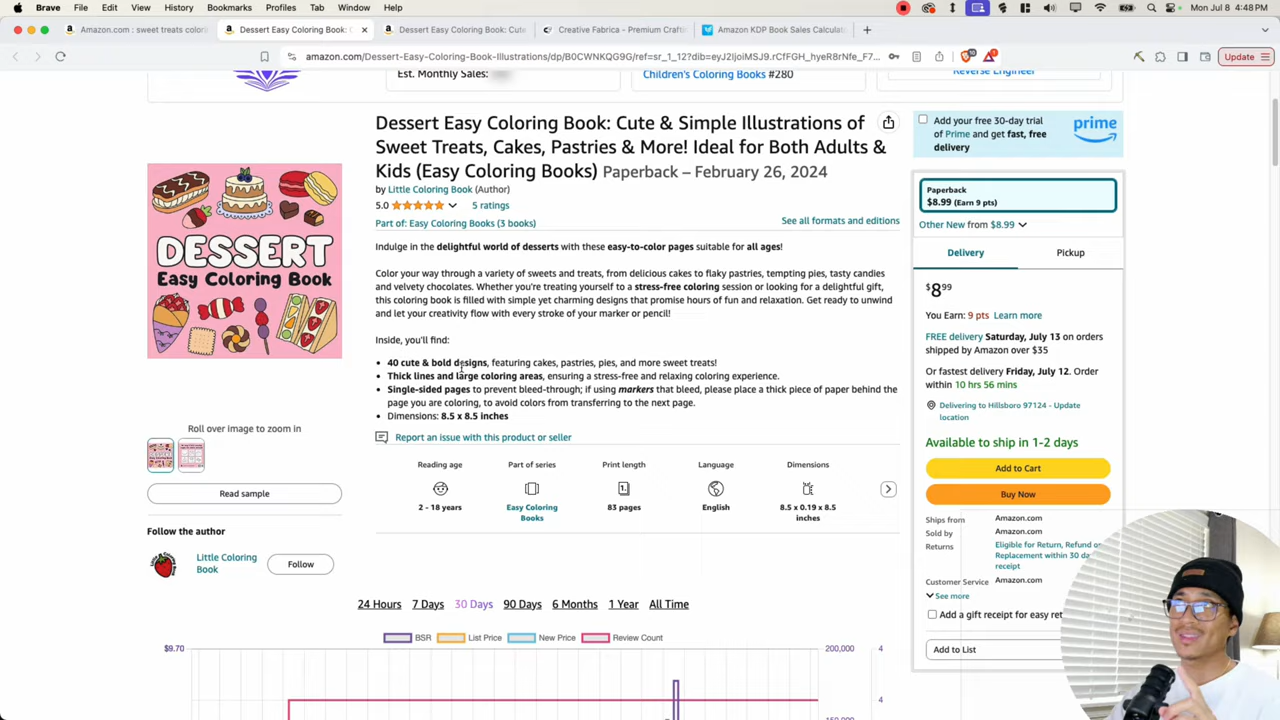 Brave File Edit View History Bookmarks Profiles Tab Window Help
Mon Jul 8 4:48 PM
Amazon.com : sweet treats colori
Dessert Easy Coloring Book: C
Dessert Easy Coloring Book: Cute
Creative Fabrica – Premium Crafti
Amazon KDP Book Sales Calculat
amazon.com/Dessert-Easy-Coloring-Book-Illustrations/dp/B0CWNKQG9G/ref=sr_1_12?dib=eyJ2IjoiMSJ9.rCfFGH_hyeR8rNfe_F7...
Update
Est. Monthly Sales:
Children's Coloring Books #280
Reverse Engineer
Dessert Easy Coloring Book: Cute & Simple Illustrations of
Sweet Treats, Cakes, Pastries & More! Ideal for Both Adults &
Kids (Easy Coloring Books) Paperback – February 26, 2024
by Little Coloring Book (Author)
5.0 5 ratings
Part of: Easy Coloring Books (3 books)
See all formats and editions
Indulge in the delightful world of desserts with these easy-to-color pages suitable for all ages!
Color your way through a variety of sweets and treats, from delicious cakes to flaky pastries, tempting pies, tasty candies
and velvety chocolates. Whether you're treating yourself to a stress-free coloring session or looking for a delightful gift,
this coloring book is filled with simple yet charming designs that promise hours of fun and relaxation. Get ready to unwind
and let your creativity flow with every stroke of your marker or pencil!
Inside, you'll find:
• 40 cute & bold designs, featuring cakes, pastries, pies, and more sweet treats!
• Thick lines and large coloring areas, ensuring a stress-free and relaxing coloring experience.
• Single-sided pages to prevent bleed-through; if using markers that bleed, please place a thick piece of paper behind the
page you are coloring, to avoid colors from transferring to the next page.
• Dimensions: 8.5 x 8.5 inches
Report an issue with this product or seller
Reading age
2 - 18 years
Part of series
Easy Coloring
Books
Print length
83 pages
Language
English
Dimensions
8.5 x 0.19 x 8.5
inches
DESSERT
Easy Coloring Book
Roll over image to zoom in
Read sample
Follow the author
Little Coloring
Book
Follow
24 Hours 7 Days 30 Days 90 Days 6 Months 1 Year All Time
BSR List Price New Price Review Count
$9.70
200,000
4
4
Add your free 30-day trial
of Prime and get fast, free
delivery
prime
Paperback
$8.99 (Earn 9 pts)
Other New from $8.99
Delivery
Pickup
$8 99
You Earn: 9 pts Learn more
FREE delivery Saturday, July 13 on orders
shipped by Amazon over $35
Or fastest delivery Friday, July 12. Order
within 10 hrs 56 mins
Delivering to Hillsboro 97124 - Update
location
Available to ship in 1-2 days
Add to Cart
Buy Now
Ships from Amazon.com
Sold by Amazon.com
Returns Eligible for Return, Refund or
Replacement within 30 da
receipt
Customer Service Amazon.com
See more
Add a gift receipt for easy ret
Add to List